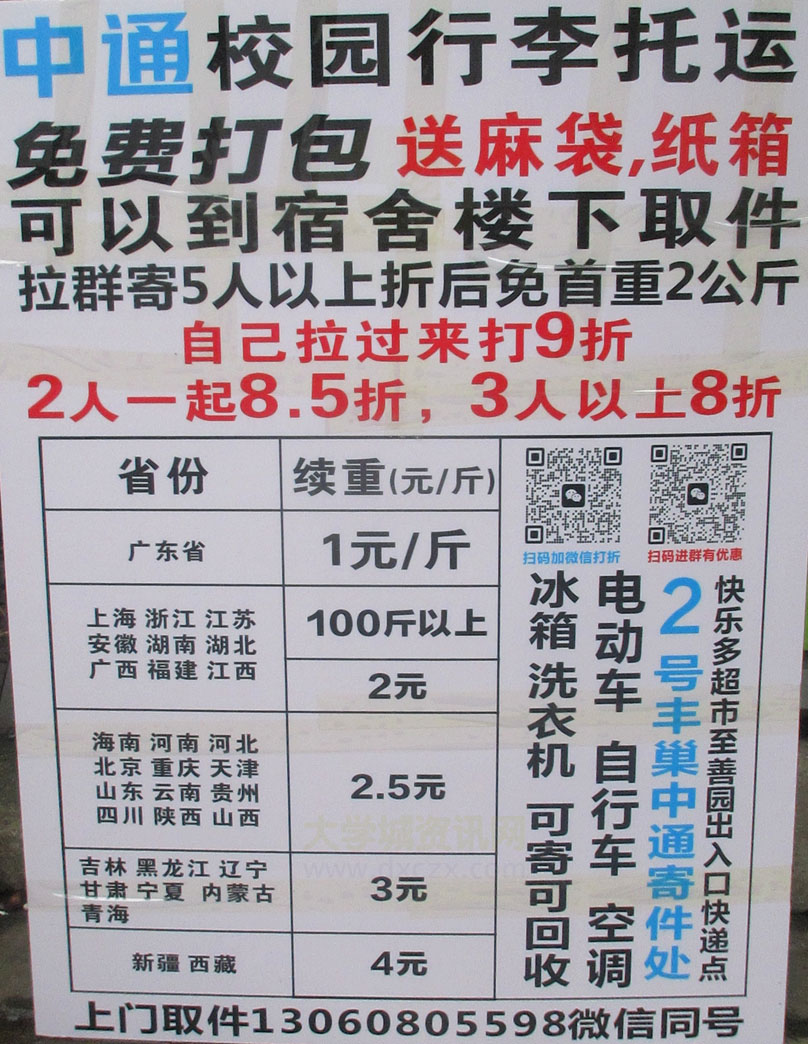 中通校园行李托运
免费打包 送麻袋,纸箱
可以到宿舍楼下取件
拉群寄5人以上折后免首重2公斤
自己拉过来打9折
2人一起8.5折，3人以上8折
省份
续重(元/斤)
广东省
1元/斤
上海 浙江 江苏
安徽 湖南 湖北
广西 福建 江西
100斤以上
2元
海南 河南 河北
北京 重庆 天津
山东 云南 贵州
四川 陕西 山西
2.5元
吉林 黑龙江 辽宁
甘肃 宁夏 内蒙古
青海
3元
新疆 西藏
4元
扫码加微信打折
扫码进群有优惠
快乐多超市至善园出入口快递点
2号丰巢中通寄件处
电动车 自行车 空调
冰箱 洗衣机 可寄可回收
大学城资讯网
www.dxczx.com
上门取件13060805598微信同号